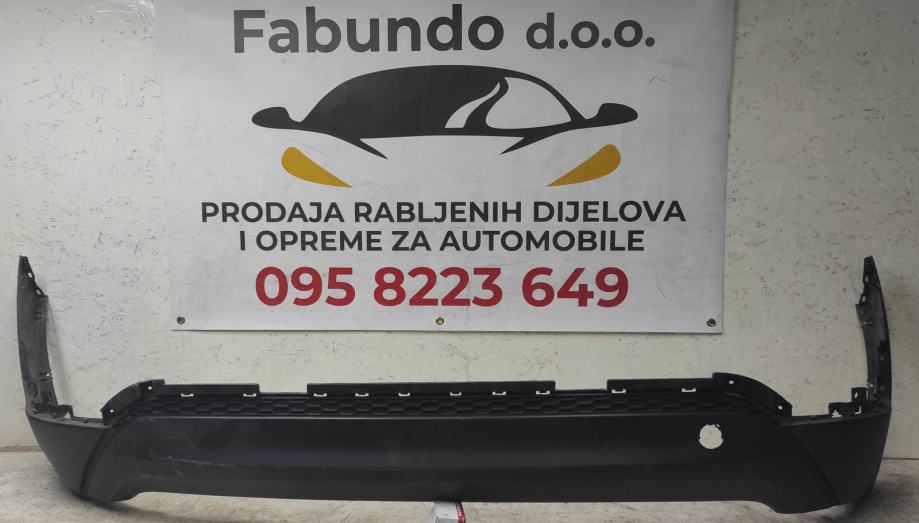 Fabundo d.o.o.
PRODAJA RABLJENIH DIJELOVA
I OPREME ZA AUTOMOBILE
095 8223 649